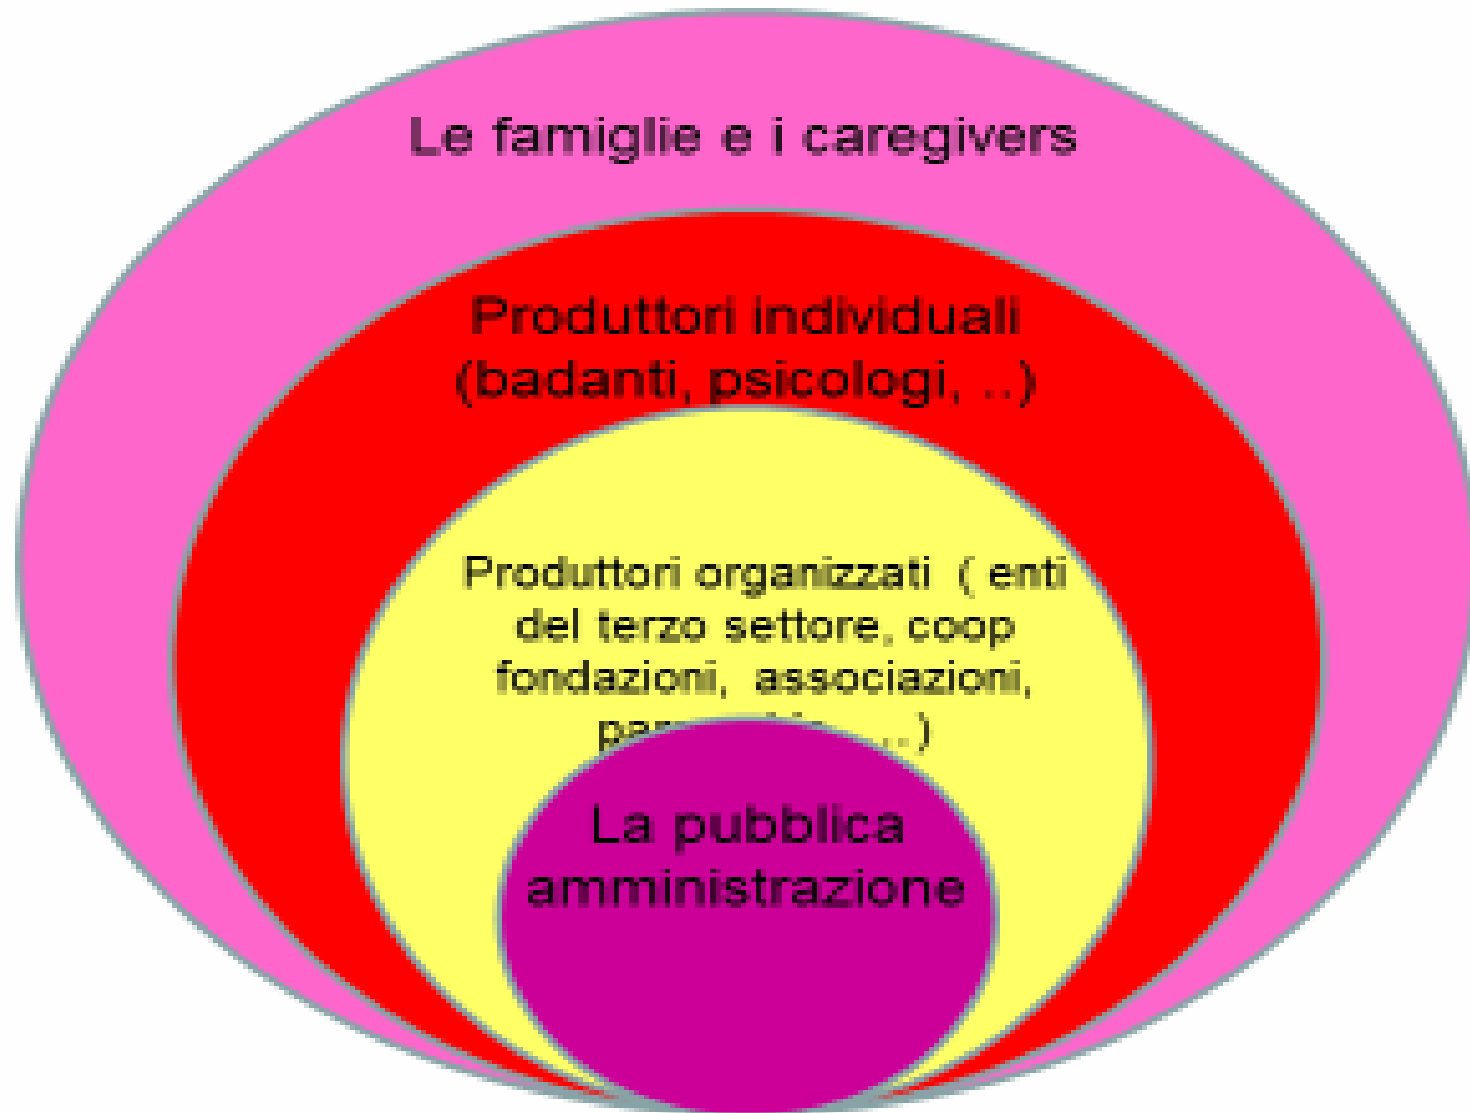 Le famiglie e i caregivers
Produttori individuali
(badanti, psicologi, ..)
Produttori organizzati ( enti
del terzo settore, coop
fondazioni, associazioni,
..)
La pubblica
amministrazione